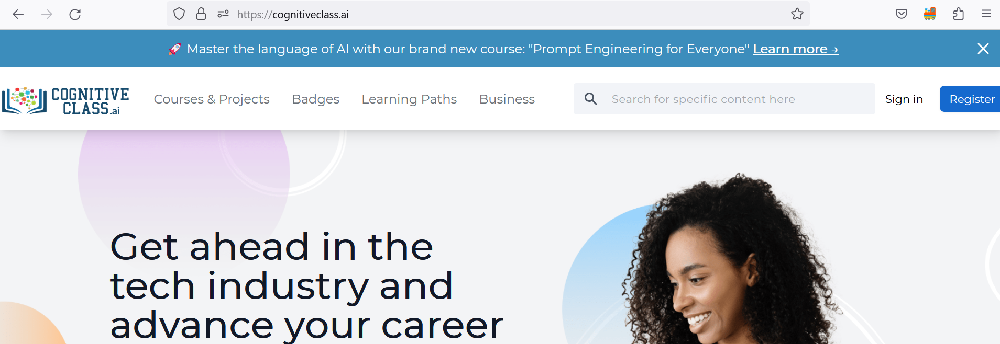 https://cognitiveclass.ai
🚀 Master the language of AI with our brand new course: "Prompt Engineering for Everyone" Learn more →
COGNITIVE
CLASS.ai
Courses & Projects Badges Learning Paths Business Search for specific content here Sign in Register
Get ahead in the
tech industry and
advance your career